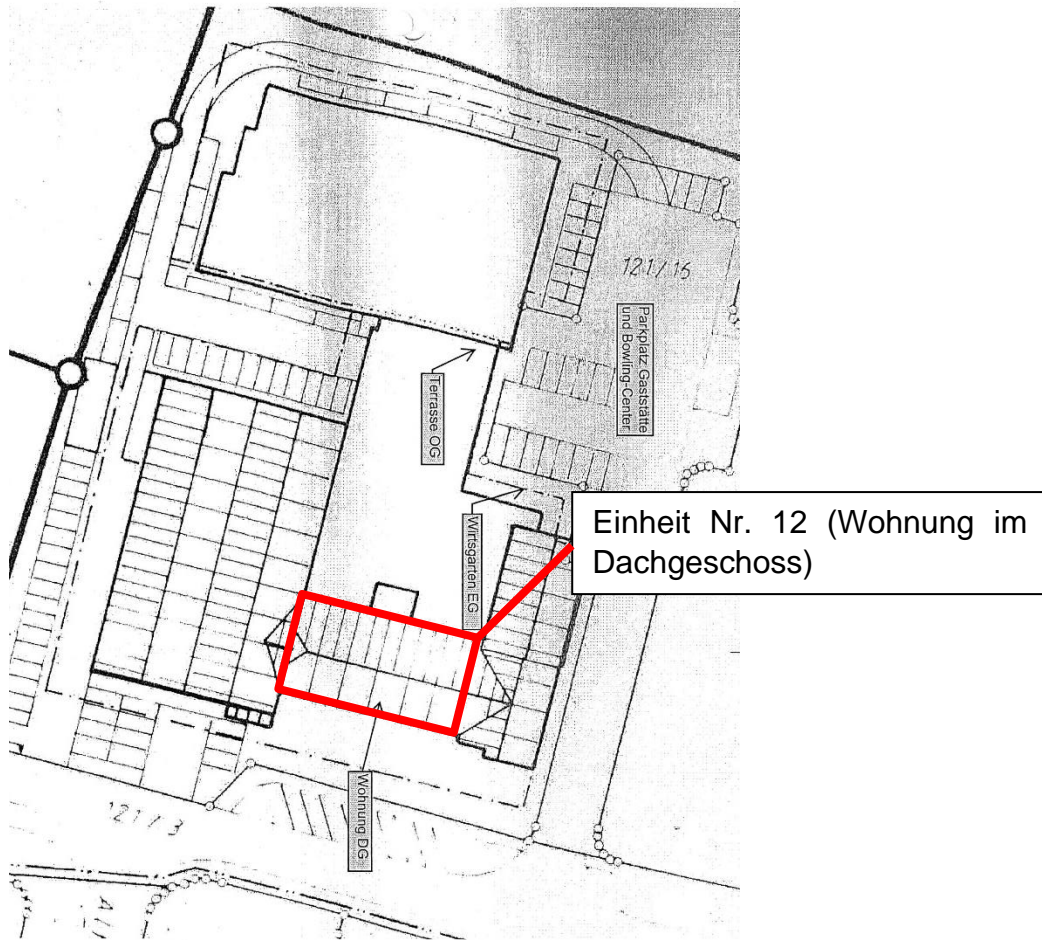 121/16
Parkplatz Gaststätte
und Bowling-Center
Terrasse OG
Wirtsgarten EG
Einheit Nr. 12 (Wohnung im
Dachgeschoss)
Wohnung DG
121/3